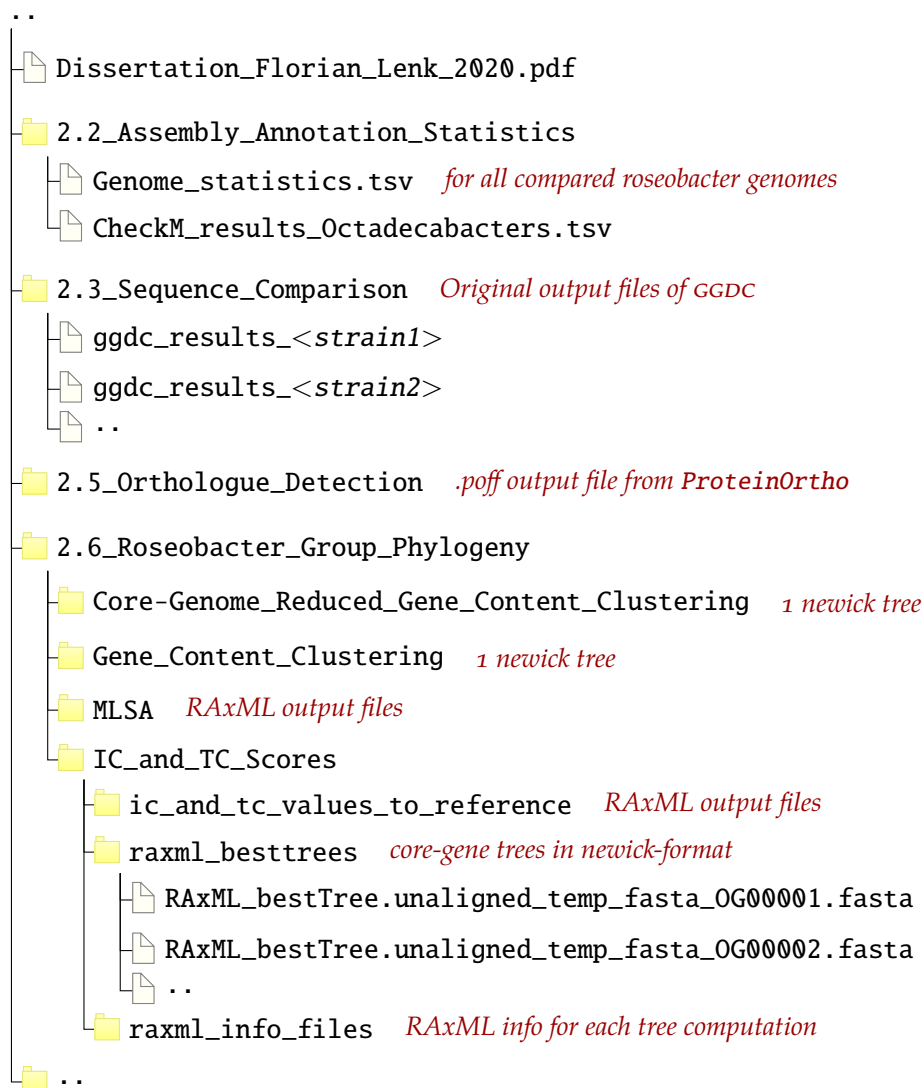 ..
Dissertation_Florian_Lenk_2020.pdf
2.2_Assembly_Annotation_Statistics
Genome_statistics.tsv for all compared roseobacter genomes
CheckM_results_Octadecabacters.tsv
2.3_Sequence_Comparison Original output files of GGDC
ggdc_results_<strain1>
ggdc_results_<strain2>
..
2.5_Orthologue_Detection .poff output file from ProteinOrtho
2.6_Roseobacter_Group_Phylogeny
Core-Genome_Reduced_Gene_Content_Clustering 1 newick tree
Gene_Content_Clustering 1 newick tree
MLSA RAxML output files
IC_and_TC_Scores
ic_and_tc_values_to_reference RAxML output files
raxml_besttrees core-gene trees in newick-format
RAxML_bestTree.unaligned_temp_fasta_OG00001.fasta
RAxML_bestTree.unaligned_temp_fasta_OG00002.fasta
..
raxml_info_files RAxML info for each tree computation
..